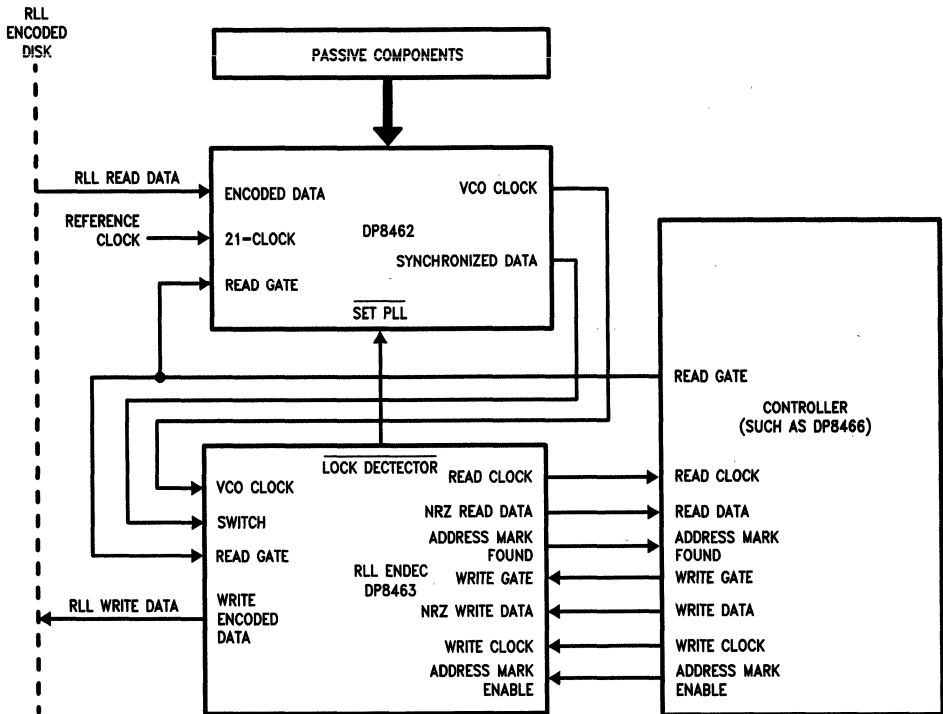 RLL
ENCODED
DISK
PASSIVE COMPONENTS
RLL READ DATA
ENCODED DATA
VCO CLOCK
REFERENCE
CLOCK
21-CLOCK
DP8462
SYNCHRONIZED DATA
READ GATE
SET PLL
READ GATE
CONTROLLER
(SUCH AS DP8466)
LOCK DECTECTOR
VCO CLOCK
SWITCH
READ GATE
READ CLOCK
NRZ READ DATA
ADDRESS MARK
FOUND
RLL ENDEC
DP8463
WRITE GATE
NRZ WRITE DATA
WRITE CLOCK
ADDRESS MARK
ENABLE
RLL WRITE DATA
WRITE
ENCODED
DATA
READ CLOCK
READ DATA
ADDRESS MARK
FOUND
WRITE GATE
WRITE DATA
WRITE CLOCK
ADDRESS MARK
ENABLE